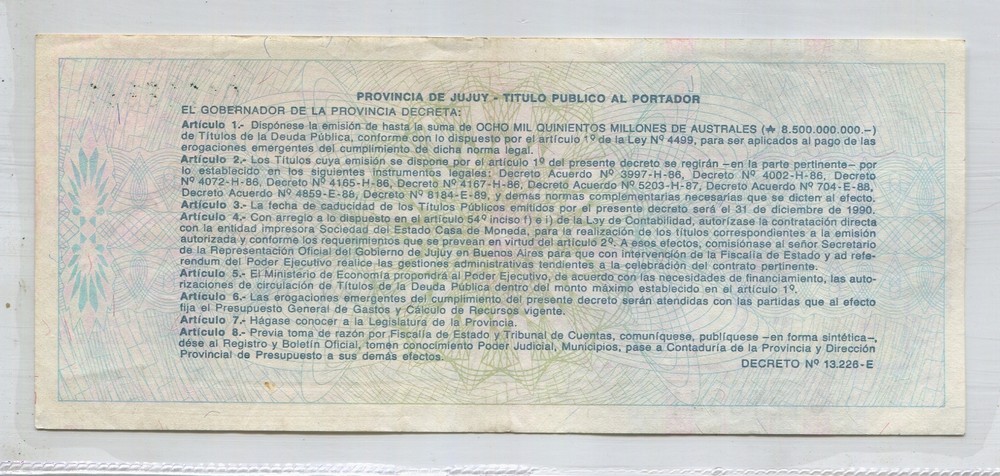 PROVINCIA DE JUJUY - TITULO PUBLICO AL PORTADOR
EL GOBERNADOR DE LA PROVINCIA DECRETA:
Artículo 1.- Dispónese la emisión de hasta la suma de OCHO MIL QUINIENTOS MILLONES DE AUSTRALES (₳ 8.500.000.000.–)
de Títulos de la Deuda Pública, conforme con lo dispuesto por el artículo 1º de la Ley Nº 4499, para ser aplicados al pago de las
erogaciones emergentes del cumplimiento de dicha norma legal.
Artículo 2.- Los Títulos cuya emisión se dispone por el artículo 1º del presente decreto se regirán –en la parte pertinente– por
lo establecido en los siguientes instrumentos legales: Decreto Acuerdo Nº 3997-H-86, Decreto Nº 4002-H-86, Decreto
Nº 4072-H-86, Decreto Nº 4165-H-86, Decreto Nº 4167-H-86, Decreto Acuerdo Nº 5203-H-87, Decreto Acuerdo Nº 704-E-88,
Decreto Acuerdo Nº 4859-E-88, Decreto Nº 8184-E-89, y demás normas complementarias necesarias que se dicten al efecto.
Artículo 3.- La fecha de caducidad de los Títulos Públicos emitidos por el presente decreto será el 31 de diciembre de 1990.
Artículo 4.- Con arreglo a lo dispuesto en el artículo 54º inciso f) e i) de la Ley de Contabilidad, autorízase la contratación directa
con la entidad impresora Sociedad del Estado Casa de Moneda, para la realización de los títulos correspondientes a la emisión
autorizada y conforme los requerimientos que se prevean en virtud del artículo 2º. A esos efectos, comisiónase al señor Secretario
de la Representación Oficial del Gobierno de Jujuy en Buenos Aires para que con intervención de la Fiscalía de Estado y ad refe-
rendum del Poder Ejecutivo realice las gestiones administrativas tendientes a la celebración del contrato pertinente.
Artículo 5.- El Ministerio de Economía propondrá al Poder Ejecutivo, de acuerdo con las necesidades de financiamiento, las auto-
rizaciones de circulación de Títulos de la Deuda Pública dentro del monto máximo establecido en el artículo 1º.
Artículo 6.- Las erogaciones emergentes del cumplimiento del presente decreto serán atendidas con las partidas que al efecto
fija el Presupuesto General de Gastos y Cálculo de Recursos vigente.
Artículo 7.- Hágase conocer a la Legislatura de la Provincia.
Artículo 8.- Previa toma de razón por Fiscalía de Estado y Tribunal de Cuentas, comuníquese, publíquese –en forma sintética–,
dése al Registro y Boletín Oficial, tomen conocimiento Poder Judicial, Municipios, pase a Contaduría de la Provincia y Dirección
Provincial de Presupuesto a sus demás efectos.
DECRETO Nº 13.226-E